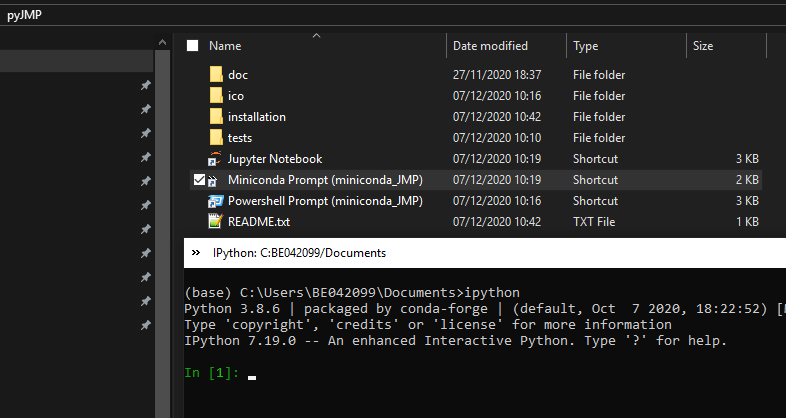 pyJMP
Name Date modified Type Size
doc 27/11/2020 18:37 File folder
ico 07/12/2020 10:16 File folder
installation 07/12/2020 10:42 File folder
tests 07/12/2020 10:10 File folder
Jupyter Notebook 07/12/2020 10:19 Shortcut 3 KB
Miniconda Prompt (miniconda_JMP) 07/12/2020 10:19 Shortcut 2 KB
Powershell Prompt (miniconda_JMP) 07/12/2020 10:16 Shortcut 3 KB
README.txt 07/12/2020 10:42 TXT File 1 KB
IPython: C:BE042099/Documents
(base) C:\Users\BE042099\Documents>ipython
Python 3.8.6 | packaged by conda-forge | (default, Oct  7 2020, 18:22:52) [
Type 'copyright', 'credits' or 'license' for more information
IPython 7.19.0 -- An enhanced Interactive Python. Type '?' for help.
In [1]: